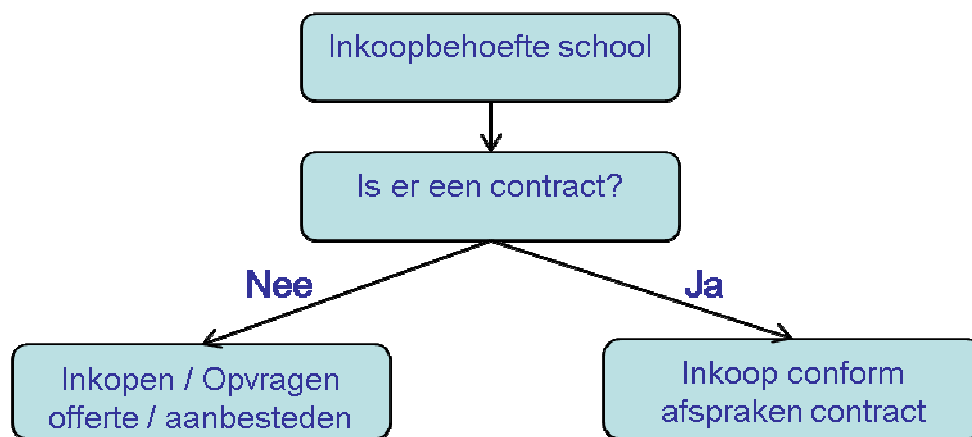 Inkoopbehoefte school
Is er een contract?
Nee
Ja
Inkopen / Opvragen
offerte / aanbesteden
Inkoop conform
afspraken contract